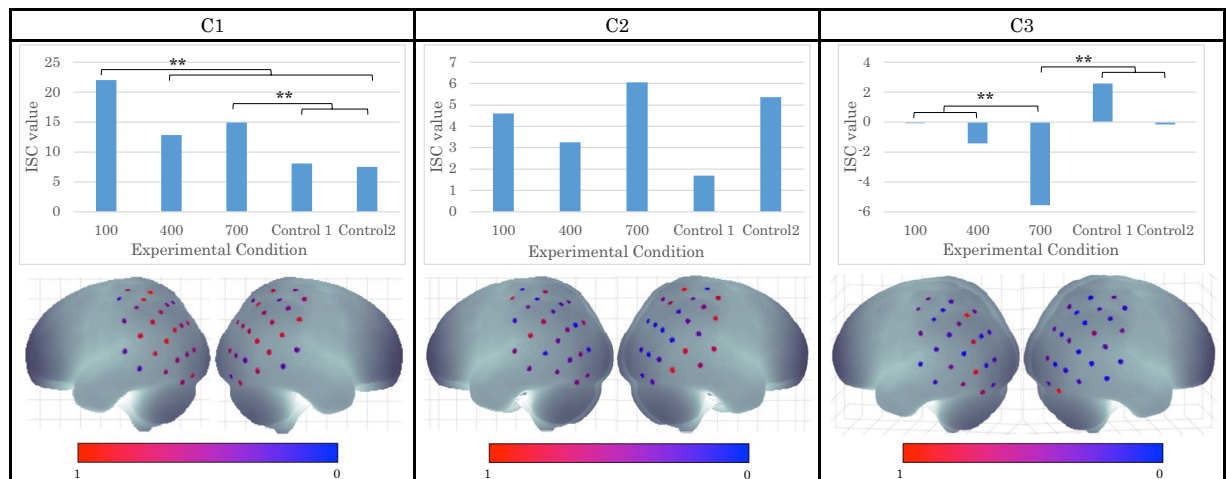 C1
C2
C3
25
20
15
10
5
0
ISC value
**
**
100 400 700 Control 1 Control2
Experimental Condition
7
6
5
4
3
2
1
0
ISC value
100 400 700 Control 1 Control2
Experimental Condition
4
2
0
-2
-4
-6
ISC value
**
**
100 400 700 Control 1 Control2
Experimental Condition
1 0
1 0
1 0